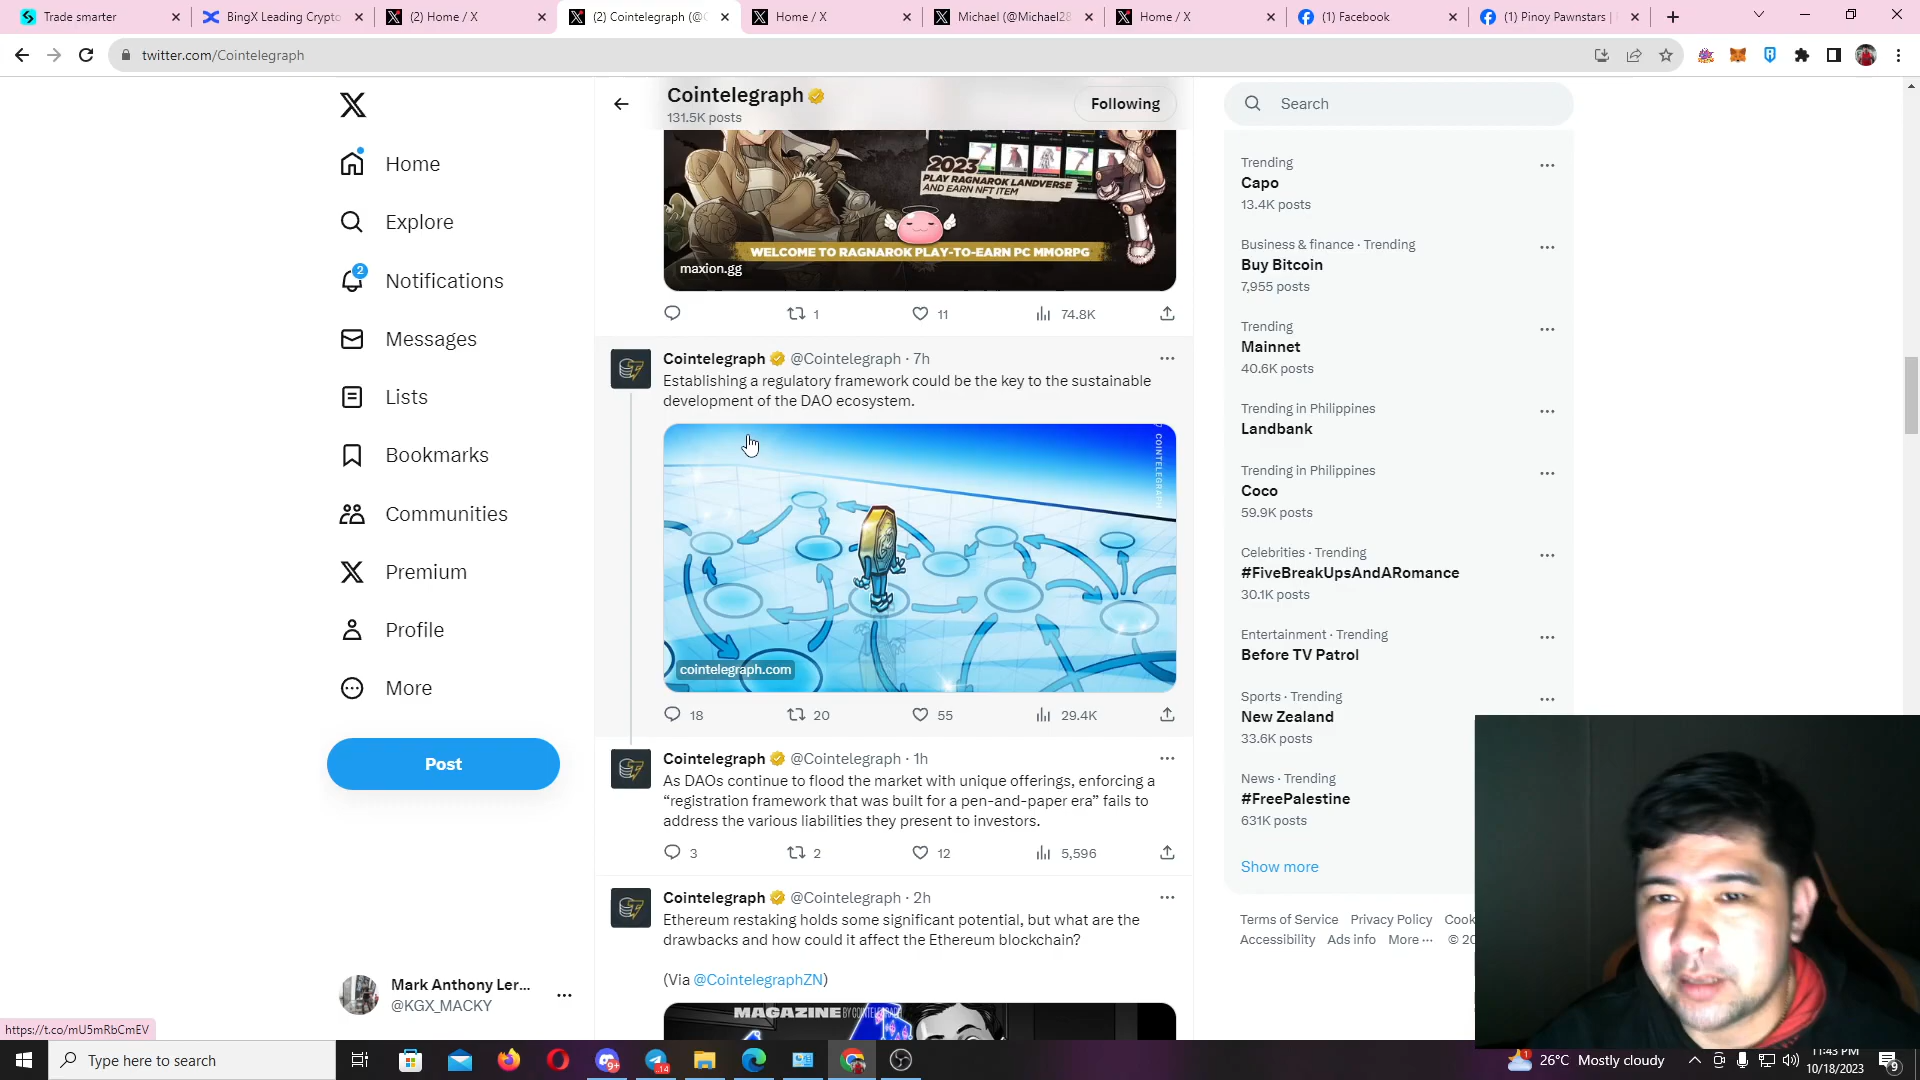 Trade smarter
BingX Leading Crypto
(2) Home / X
(2) Cointelegraph (@C
Home / X
Michael (@Michael28
Home / X
(1) Facebook
(1) Pinoy Pawnstars |
twitter.com/Cointelegraph
Home
Explore
2
Notifications
Messages
Lists
Bookmarks
Communities
Premium
Profile
More
Post
Mark Anthony Ler...
@KGX_MACKY
https://t.co/mU5mRbCmEV
Cointelegraph
131.5K posts
Following
2023
PLAY RAGNAROK LANDVERSE
AND EARN NFT ITEM
WELCOME TO RAGNAROK PLAY-TO-EARN PC MMORPG
maxion.gg
1
11
74.8K
Cointelegraph @Cointelegraph · 7h
Establishing a regulatory framework could be the key to the sustainable
development of the DAO ecosystem.
COINTELEGRAPH
cointelegraph.com
18
20
55
29.4K
Cointelegraph @Cointelegraph · 1h
As DAOs continue to flood the market with unique offerings, enforcing a
“registration framework that was built for a pen-and-paper era” fails to
address the various liabilities they present to investors.
3
2
12
5,596
Cointelegraph @Cointelegraph · 2h
Ethereum restaking holds some significant potential, but what are the
drawbacks and how could it affect the Ethereum blockchain?
(Via @CointelegraphZN)
MAGAZINE BY COINTELEGRAPH
Search
Trending
Capo
13.4K posts
Business & finance · Trending
Buy Bitcoin
7,955 posts
Trending
Mainnet
40.6K posts
Trending in Philippines
Landbank
Trending in Philippines
Coco
59.9K posts
Celebrities · Trending
#FiveBreakUpsAndARomance
30.1K posts
Entertainment · Trending
Before TV Patrol
Sports · Trending
New Zealand
33.6K posts
News · Trending
#FreePalestine
631K posts
Show more
Terms of Service Privacy Policy Cook
Accessibility Ads info More ··· © 20
Type here to search
9+
14
26°C Mostly cloudy
11:43 PM
10/18/2023
9